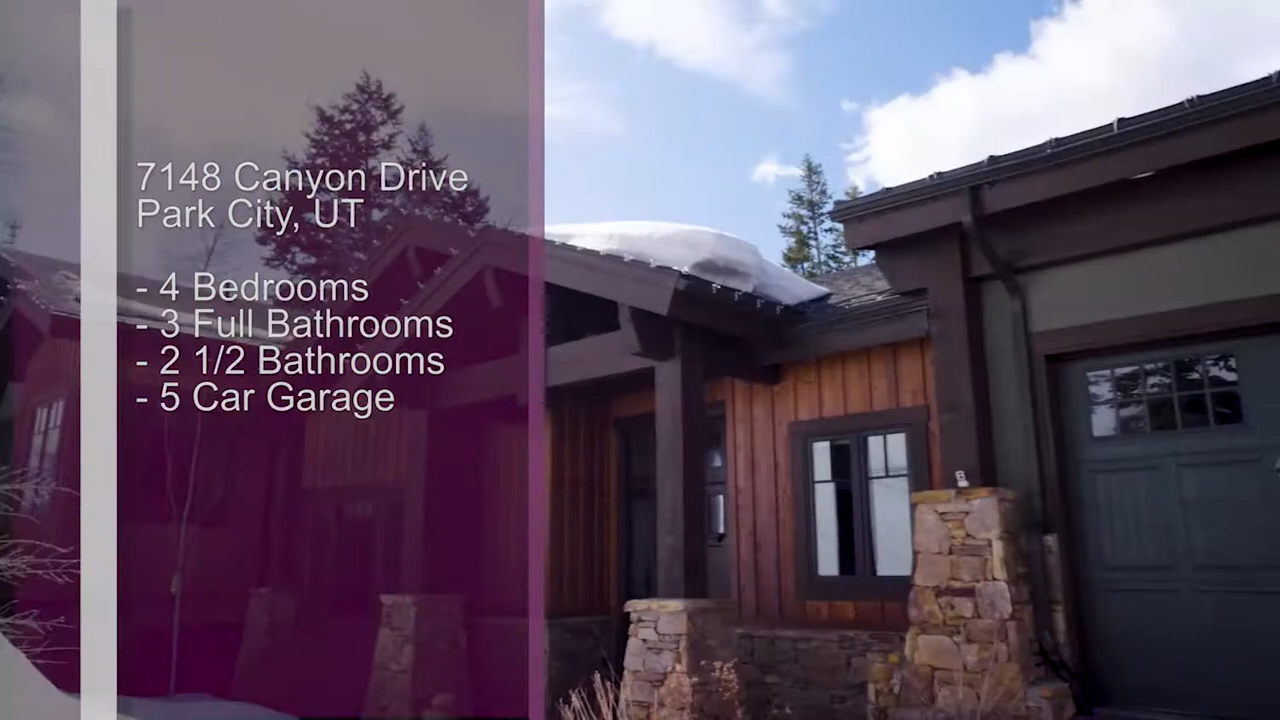 7148 Canyon Drive
Park City, UT
- 4 Bedrooms
- 3 Full Bathrooms
- 2 1/2 Bathrooms
- 5 Car Garage